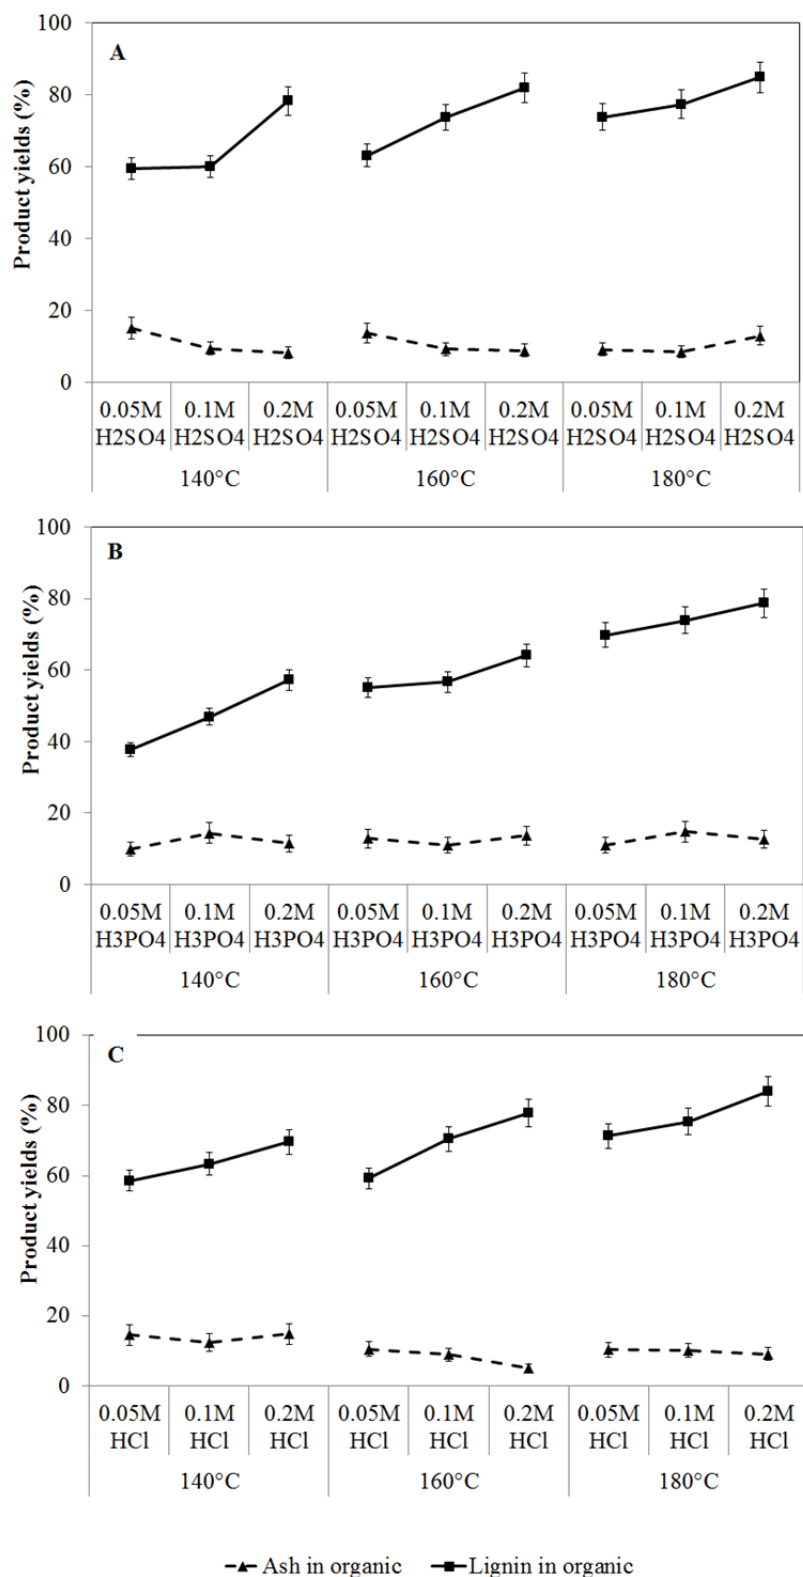 A
Product yields (%)
100
80
60
40
20
0
0.05M 0.1M 0.2M 0.05M 0.1M 0.2M 0.05M 0.1M 0.2M
H2SO4 H2SO4 H2SO4 H2SO4 H2SO4 H2SO4 H2SO4 H2SO4 H2SO4
140°C 160°C 180°C
B
Product yields (%)
100
80
60
40
20
0
0.05M 0.1M 0.2M 0.05M 0.1M 0.2M 0.05M 0.1M 0.2M
H3PO4 H3PO4 H3PO4 H3PO4 H3PO4 H3PO4 H3PO4 H3PO4 H3PO4
140°C 160°C 180°C
C
Product yields (%)
100
80
60
40
20
0
0.05M 0.1M 0.2M 0.05M 0.1M 0.2M 0.05M 0.1M 0.2M
HCl HCl HCl HCl HCl HCl HCl HCl HCl
140°C 160°C 180°C
Ash in organic Lignin in organic